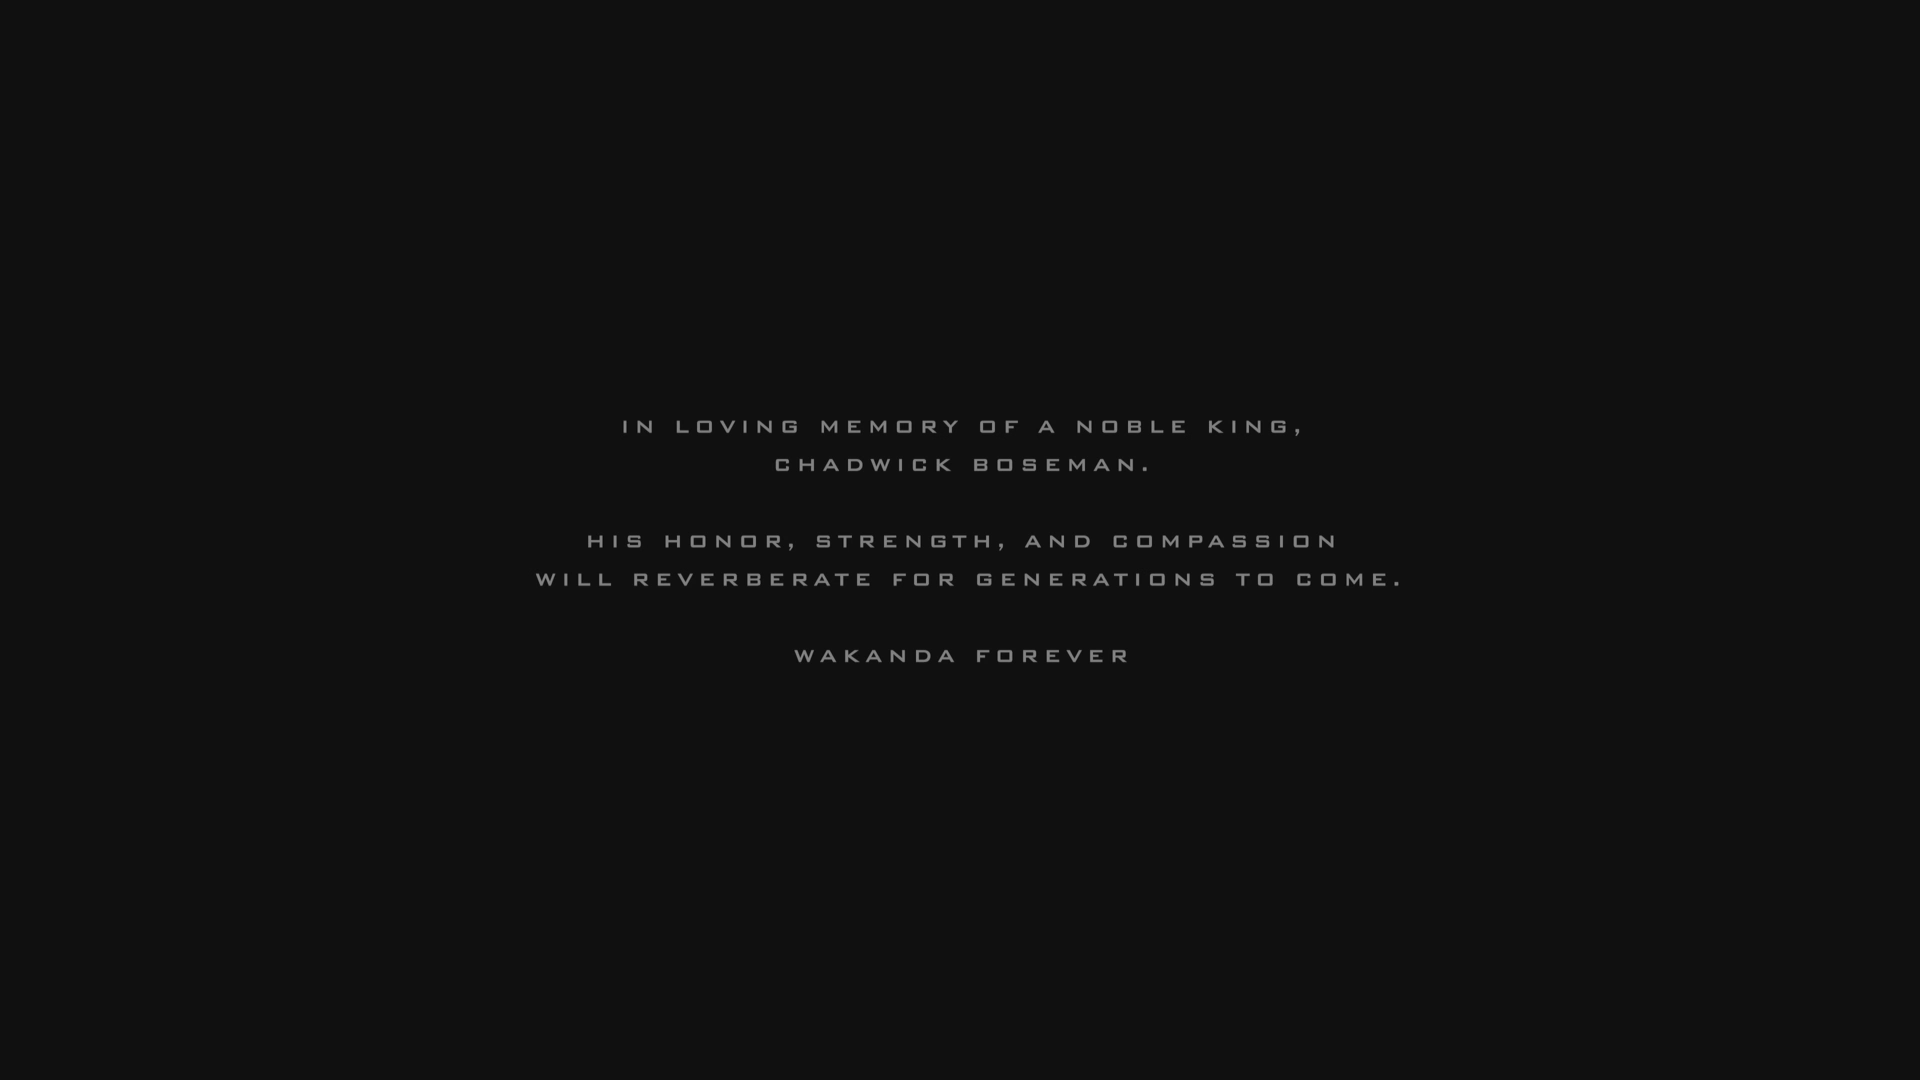 IN LOVING MEMORY OF A NOBLE KING,
CHADWICK BOSEMAN.
HIS HONOR, STRENGTH, AND COMPASSION
WILL REVERBERATE FOR GENERATIONS TO COME.
WAKANDA FOREVER